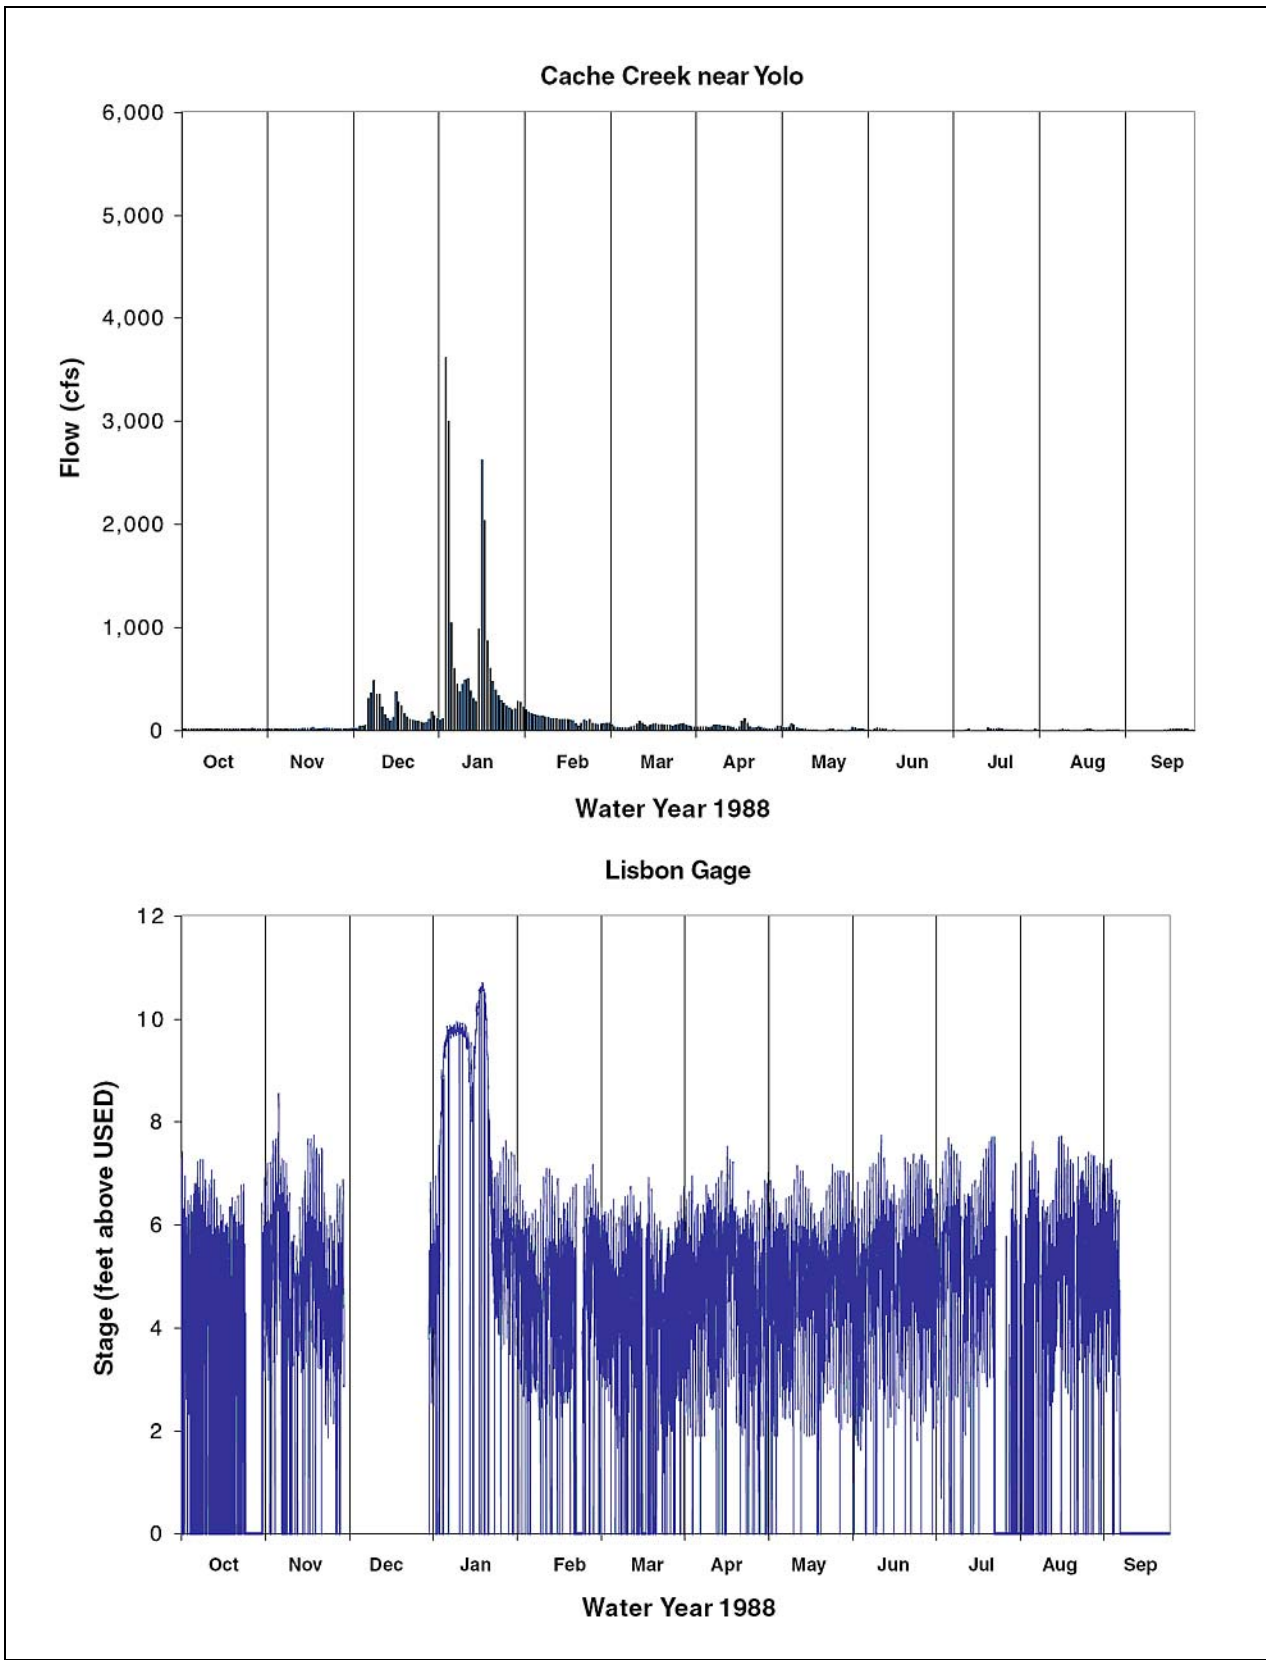 Cache Creek near Yolo
6,000
5,000
4,000
3,000
2,000
1,000
0
Flow (cfs)
Oct Nov Dec Jan Feb Mar Apr May Jun Jul Aug Sep
Water Year 1988
Lisbon Gage
12
10
8
6
4
2
0
Stage (feet above USED)
Oct Nov Dec Jan Feb Mar Apr May Jun Jul Aug Sep
Water Year 1988